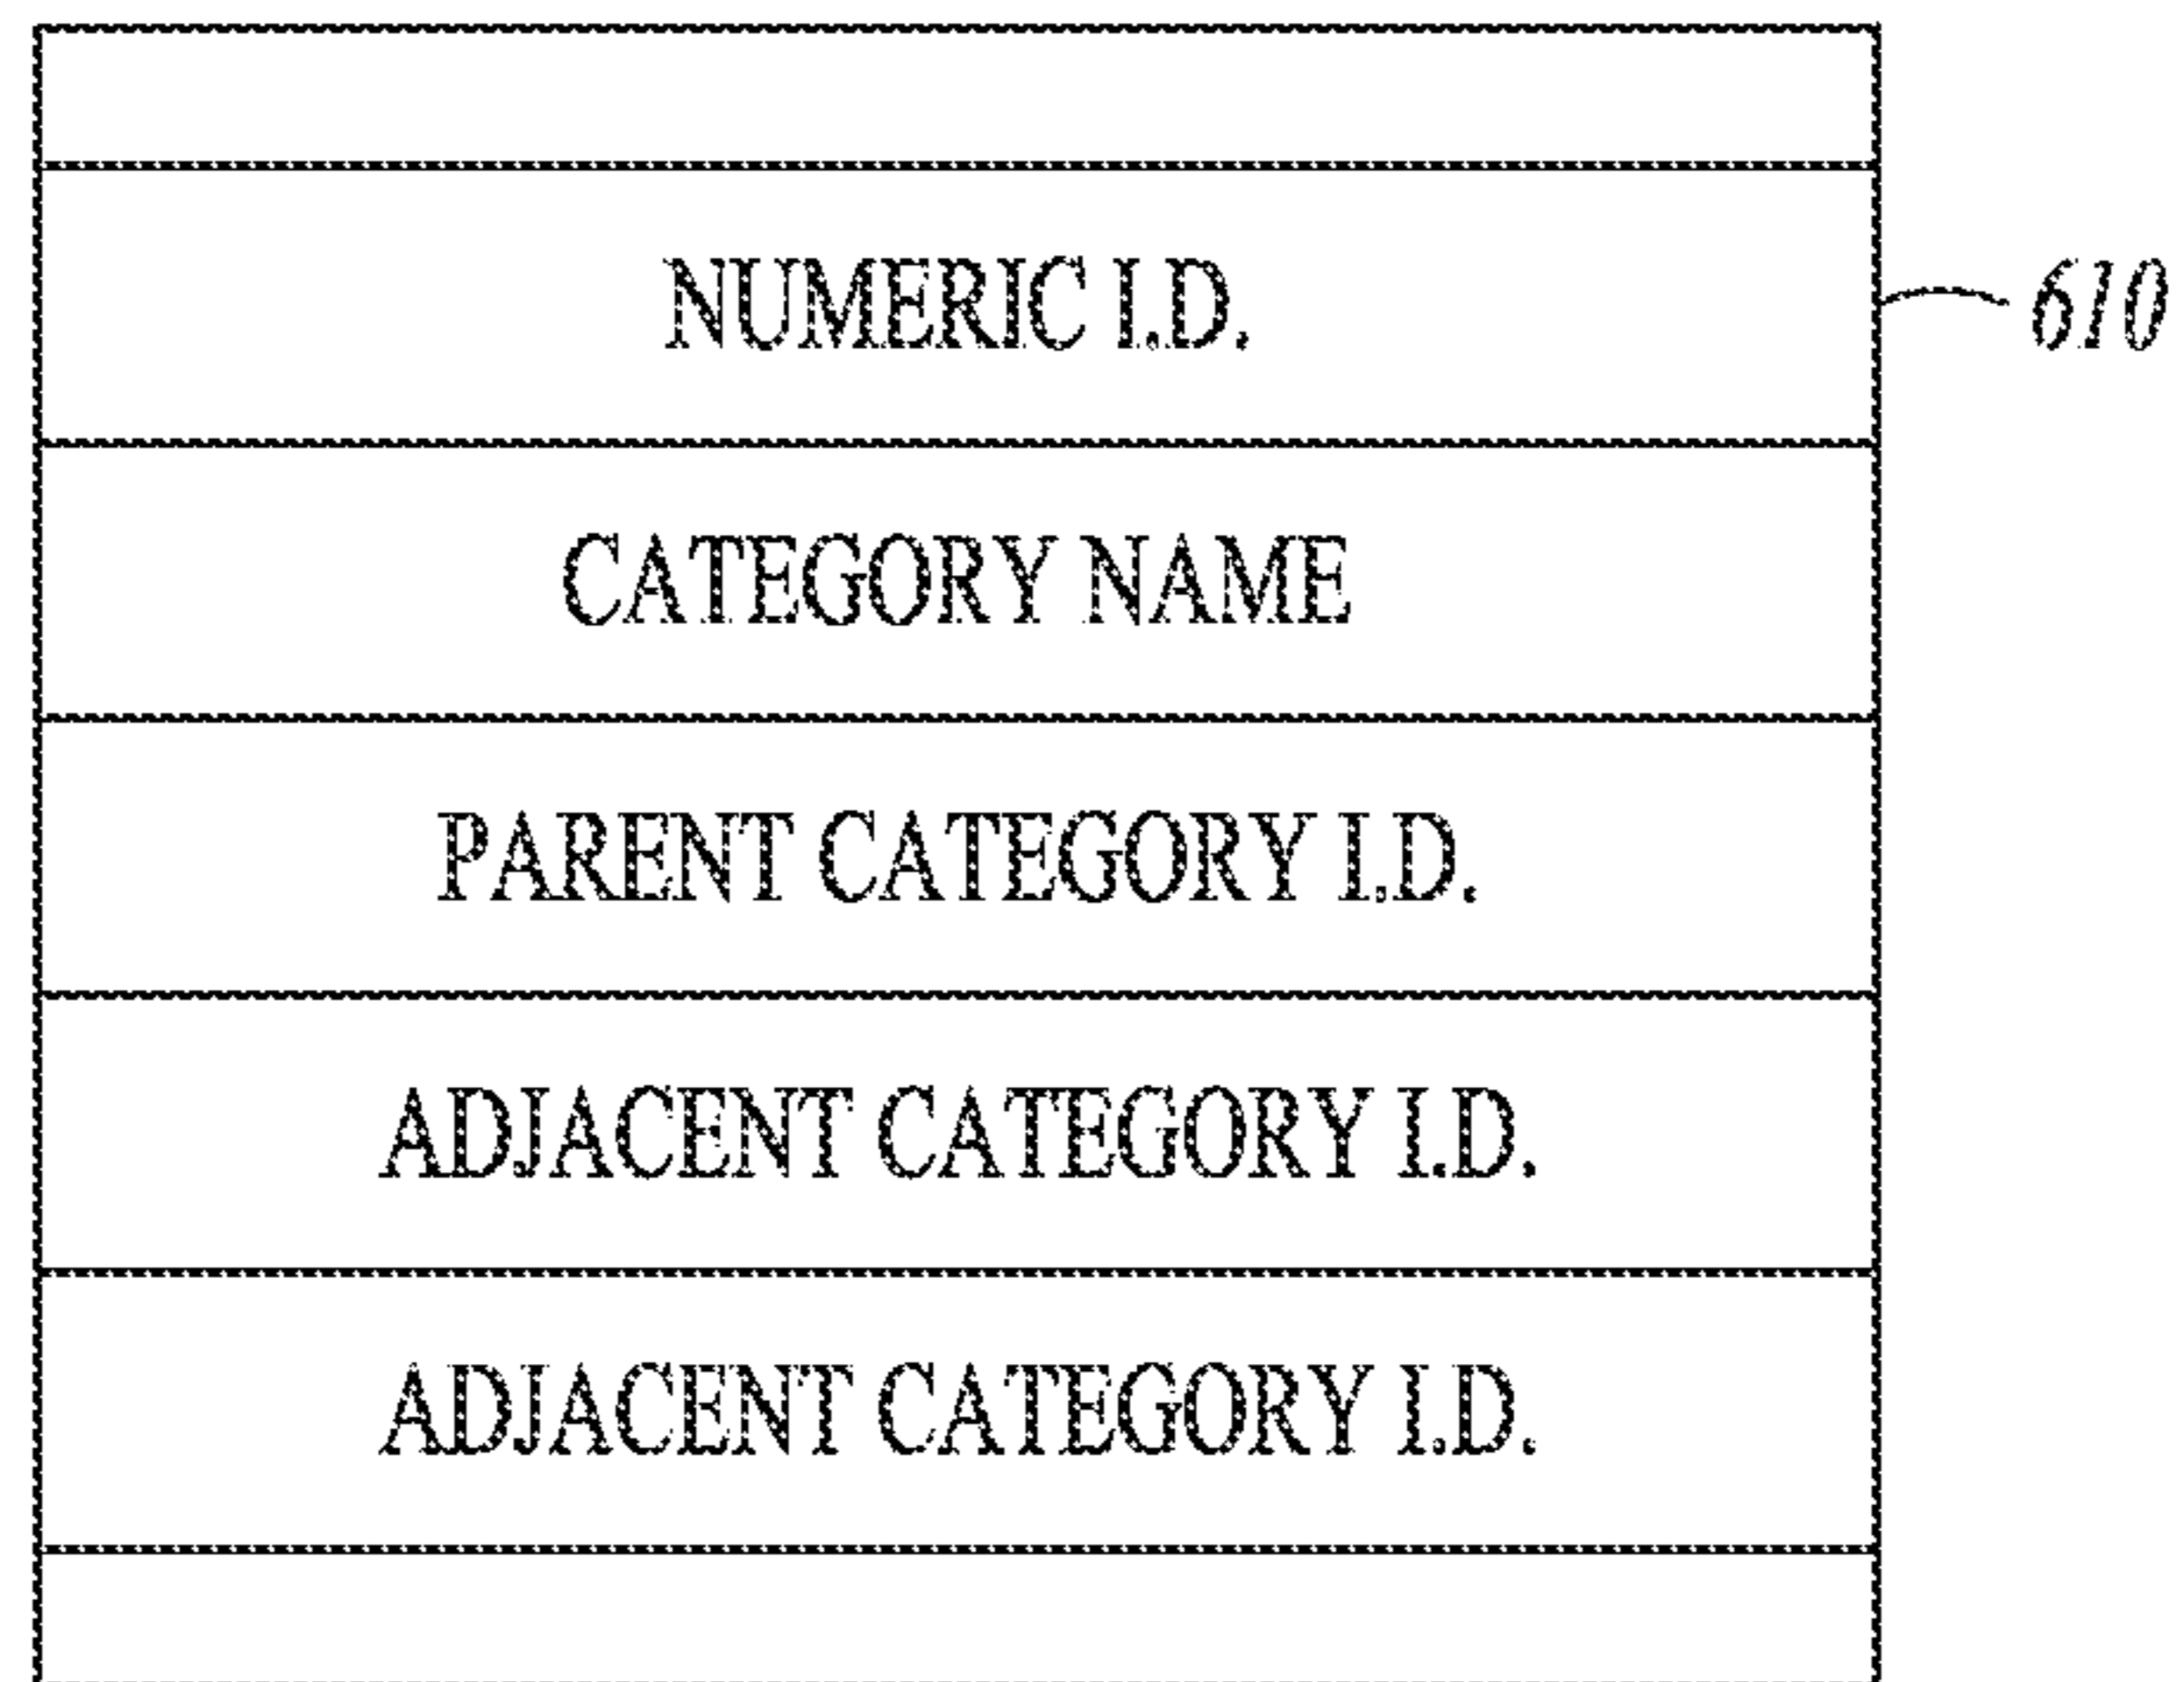 NUMERIC I.D.
610
CATEGORY NAME
PARENT CATEGORY I.D.
ADJACENT CATEGORY I.D.
ADJACENT CATEGORY I.D.